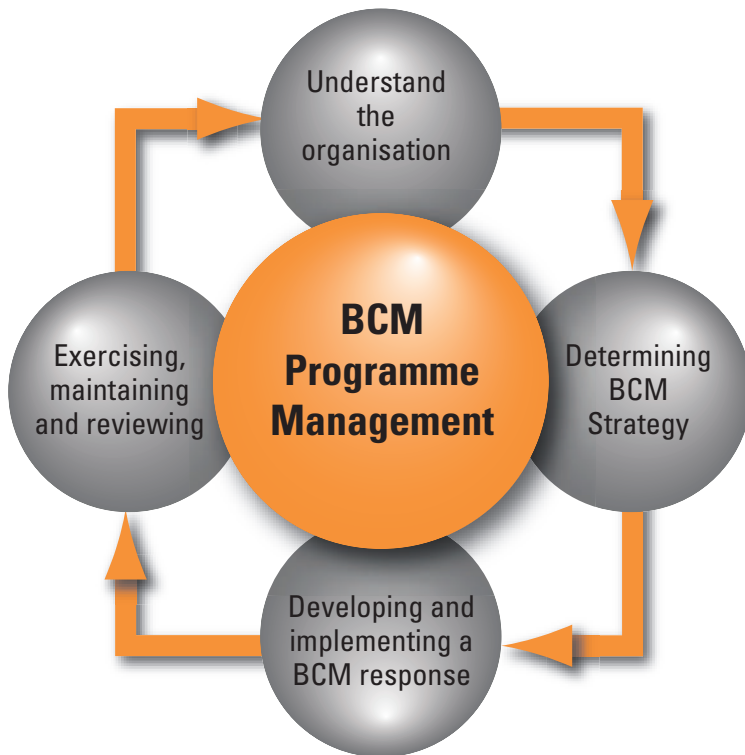 Understand
the
organisation
BCM
Programme
Management
Exercising,
maintaining
and reviewing
Determining
BCM
Strategy
Developing and
implementing a
BCM response